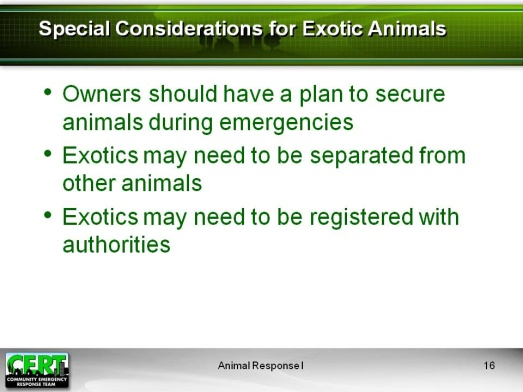 Special Considerations for Exotic Animals
• Owners should have a plan to secure
animals during emergencies
• Exotics may need to be separated from
other animals
• Exotics may need to be registered with
authorities
CERT
COMMUNITY EMERGENCY
RESPONSE TEAM
Animal Response I
16